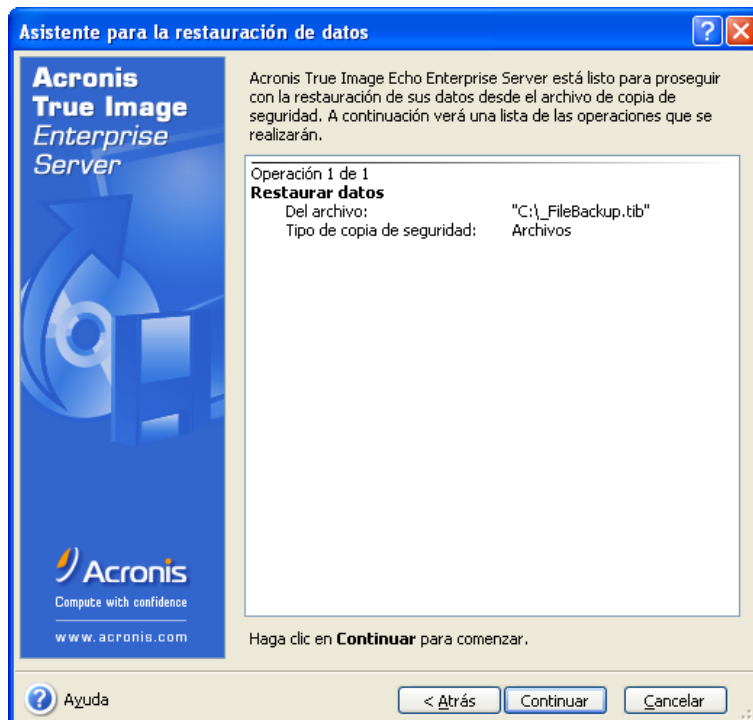 Asistente para la restauración de datos
Acronis
True Image
Enterprise
Server
Acronis True Image Echo Enterprise Server está listo para proseguir
con la restauración de sus datos desde el archivo de copia de
seguridad. A continuación verá una lista de las operaciones que se
realizarán.
Operación 1 de 1
Restaurar datos
Del archivo: "C:\_FileBackup.tib"
Tipo de copia de seguridad: Archivos
Acronis
Compute with confidence
www.acronis.com
Haga clic en Continuar para comenzar.
Ayuda
< Atrás
Continuar
Cancelar